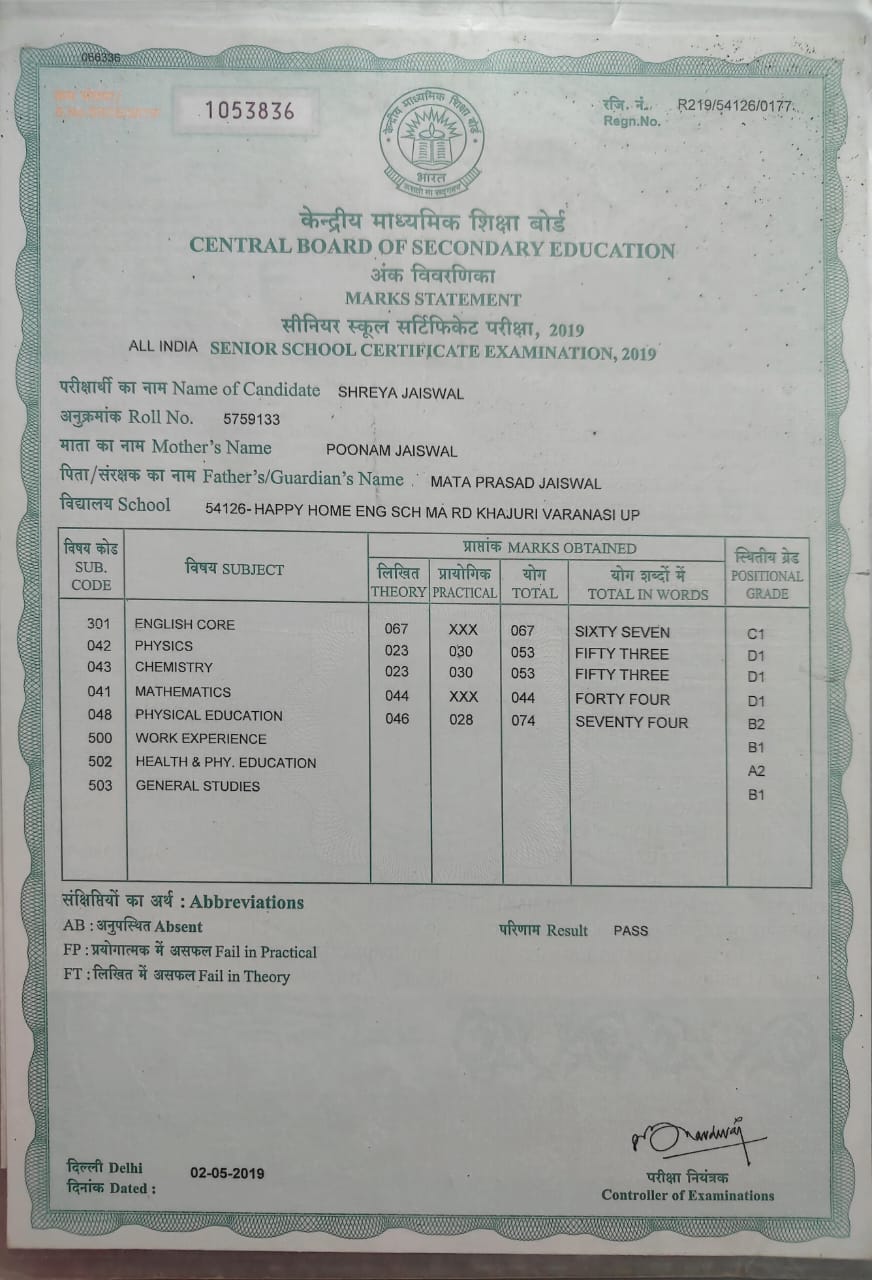 066336
1053836
रजि. नं. R219/54126/0177
Regn.No.
केन्द्रीय माध्यमिक शिक्षा बोर्ड
भारत
असतो मा सद्गमय
केन्द्रीय माध्यमिक शिक्षा बोर्ड
CENTRAL BOARD OF SECONDARY EDUCATION
अंक विवरणिका
MARKS STATEMENT
सीनियर स्कूल सर्टिफिकेट परीक्षा, 2019
ALL INDIA SENIOR SCHOOL CERTIFICATE EXAMINATION, 2019
परीक्षार्थी का नाम Name of Candidate SHREYA JAISWAL
अनुक्रमांक Roll No. 5759133
माता का नाम Mother's Name POONAM JAISWAL
पिता/संरक्षक का नाम Father's/Guardian's Name MATA PRASAD JAISWAL
विद्यालय School 54126-HAPPY HOME ENG SCH MA RD KHAJURI VARANASI UP
विषय कोड SUB. CODE विषय SUBJECT प्राप्तांक MARKS OBTAINED स्थितीय ग्रेड POSITIONAL GRADE
लिखित THEORY प्रायोगिक PRACTICAL योग TOTAL योग शब्दों में TOTAL IN WORDS
301 ENGLISH CORE 067 XXX 067 SIXTY SEVEN C1
042 PHYSICS 023 030 053 FIFTY THREE D1
043 CHEMISTRY 023 030 053 FIFTY THREE D1
041 MATHEMATICS 044 XXX 044 FORTY FOUR D1
048 PHYSICAL EDUCATION 046 028 074 SEVENTY FOUR B2
500 WORK EXPERIENCE B1
502 HEALTH & PHY. EDUCATION A2
503 GENERAL STUDIES B1
संक्षिप्तियों का अर्थ : Abbreviations
AB : अनुपस्थित Absent
परिणाम Result PASS
FP : प्रयोगात्मक में असफल Fail in Practical
FT : लिखित में असफल Fail in Theory
दिल्ली Delhi
दिनांक Dated : 02-05-2019
परीक्षा नियंत्रक
Controller of Examinations